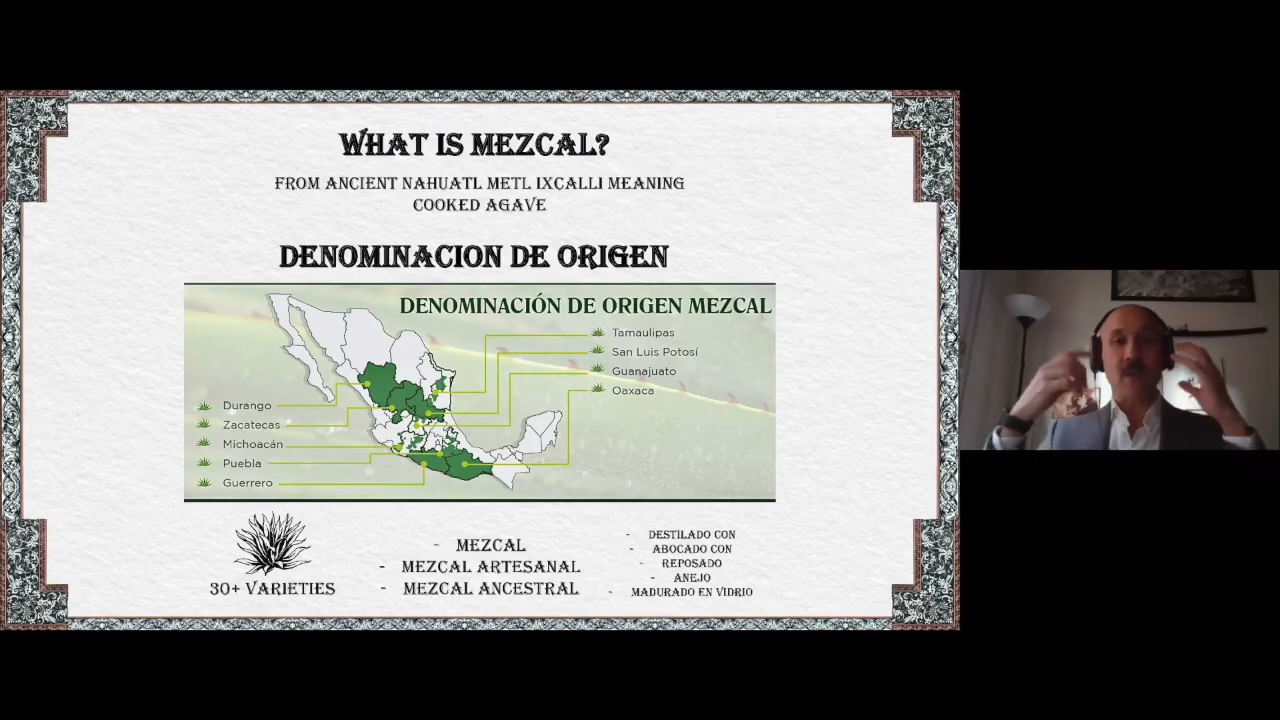 WHAT IS MEZCAL?
FROM ANCIENT NAHUATL METL IXCALLI MEANING
COOKED AGAVE
DENOMINACION DE ORIGEN
DENOMINACIÓN DE ORIGEN MEZCAL
Tamaulipas
San Luis Potosí
Guanajuato
Oaxaca
Durango
Zacatecas
Michoacán
Puebla
Guerrero
30+ VARIETIES
- MEZCAL
- MEZCAL ARTESANAL
- MEZCAL ANCESTRAL
- DESTILADO CON
- ABOCADO CON
- REPOSADO
- ANEJO
- MADURADO EN VIDRIO